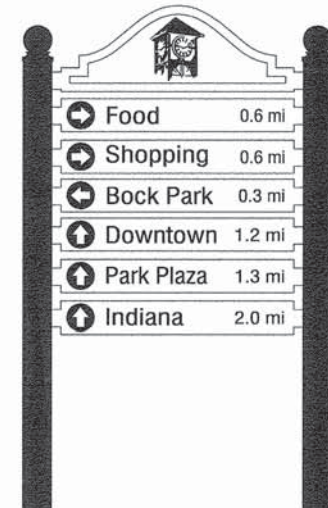 Food 0.6 mi
Shopping 0.6 mi
Bock Park 0.3 mi
Downtown 1.2 mi
Park Plaza 1.3 mi
Indiana 2.0 mi